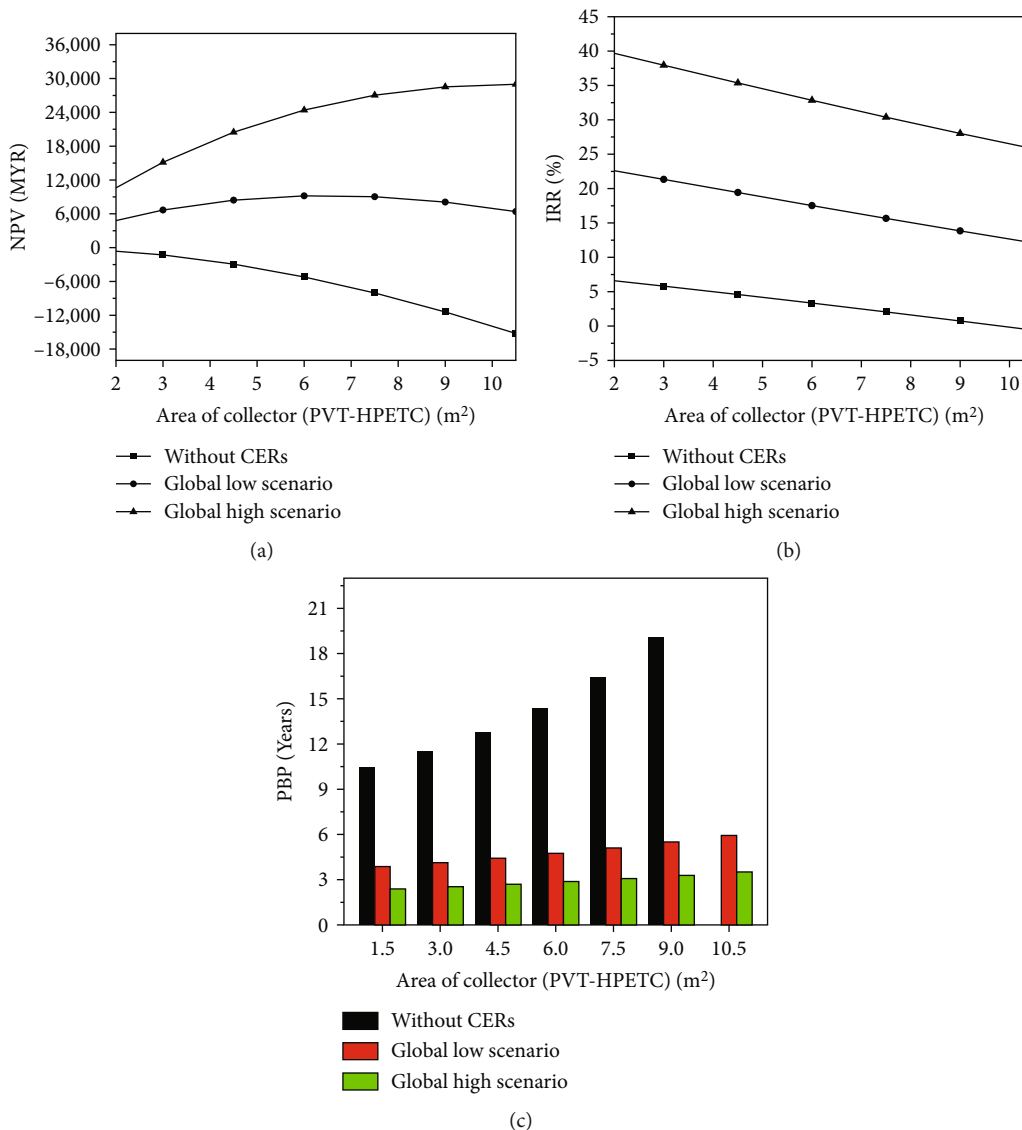 NPV (MYR)
36,000
30,000
24,000
18,000
12,000
6,000
0
–6,000
–12,000
–18,000
2 3 4 5 6 7 8 9 10
Area of collector (PVT-HPETC) (m²)
Without CERs
Global low scenario
Global high scenario
(a)
IRR (%)
45
40
35
30
25
20
15
10
5
0
–5
2 3 4 5 6 7 8 9 10
Area of collector (PVT-HPETC) (m²)
Without CERs
Global low scenario
Global high scenario
(b)
PBP (Years)
21
18
15
12
9
6
3
0
1.5 3.0 4.5 6.0 7.5 9.0 10.5
Area of collector (PVT-HPETC) (m²)
Without CERs
Global low scenario
Global high scenario
(c)